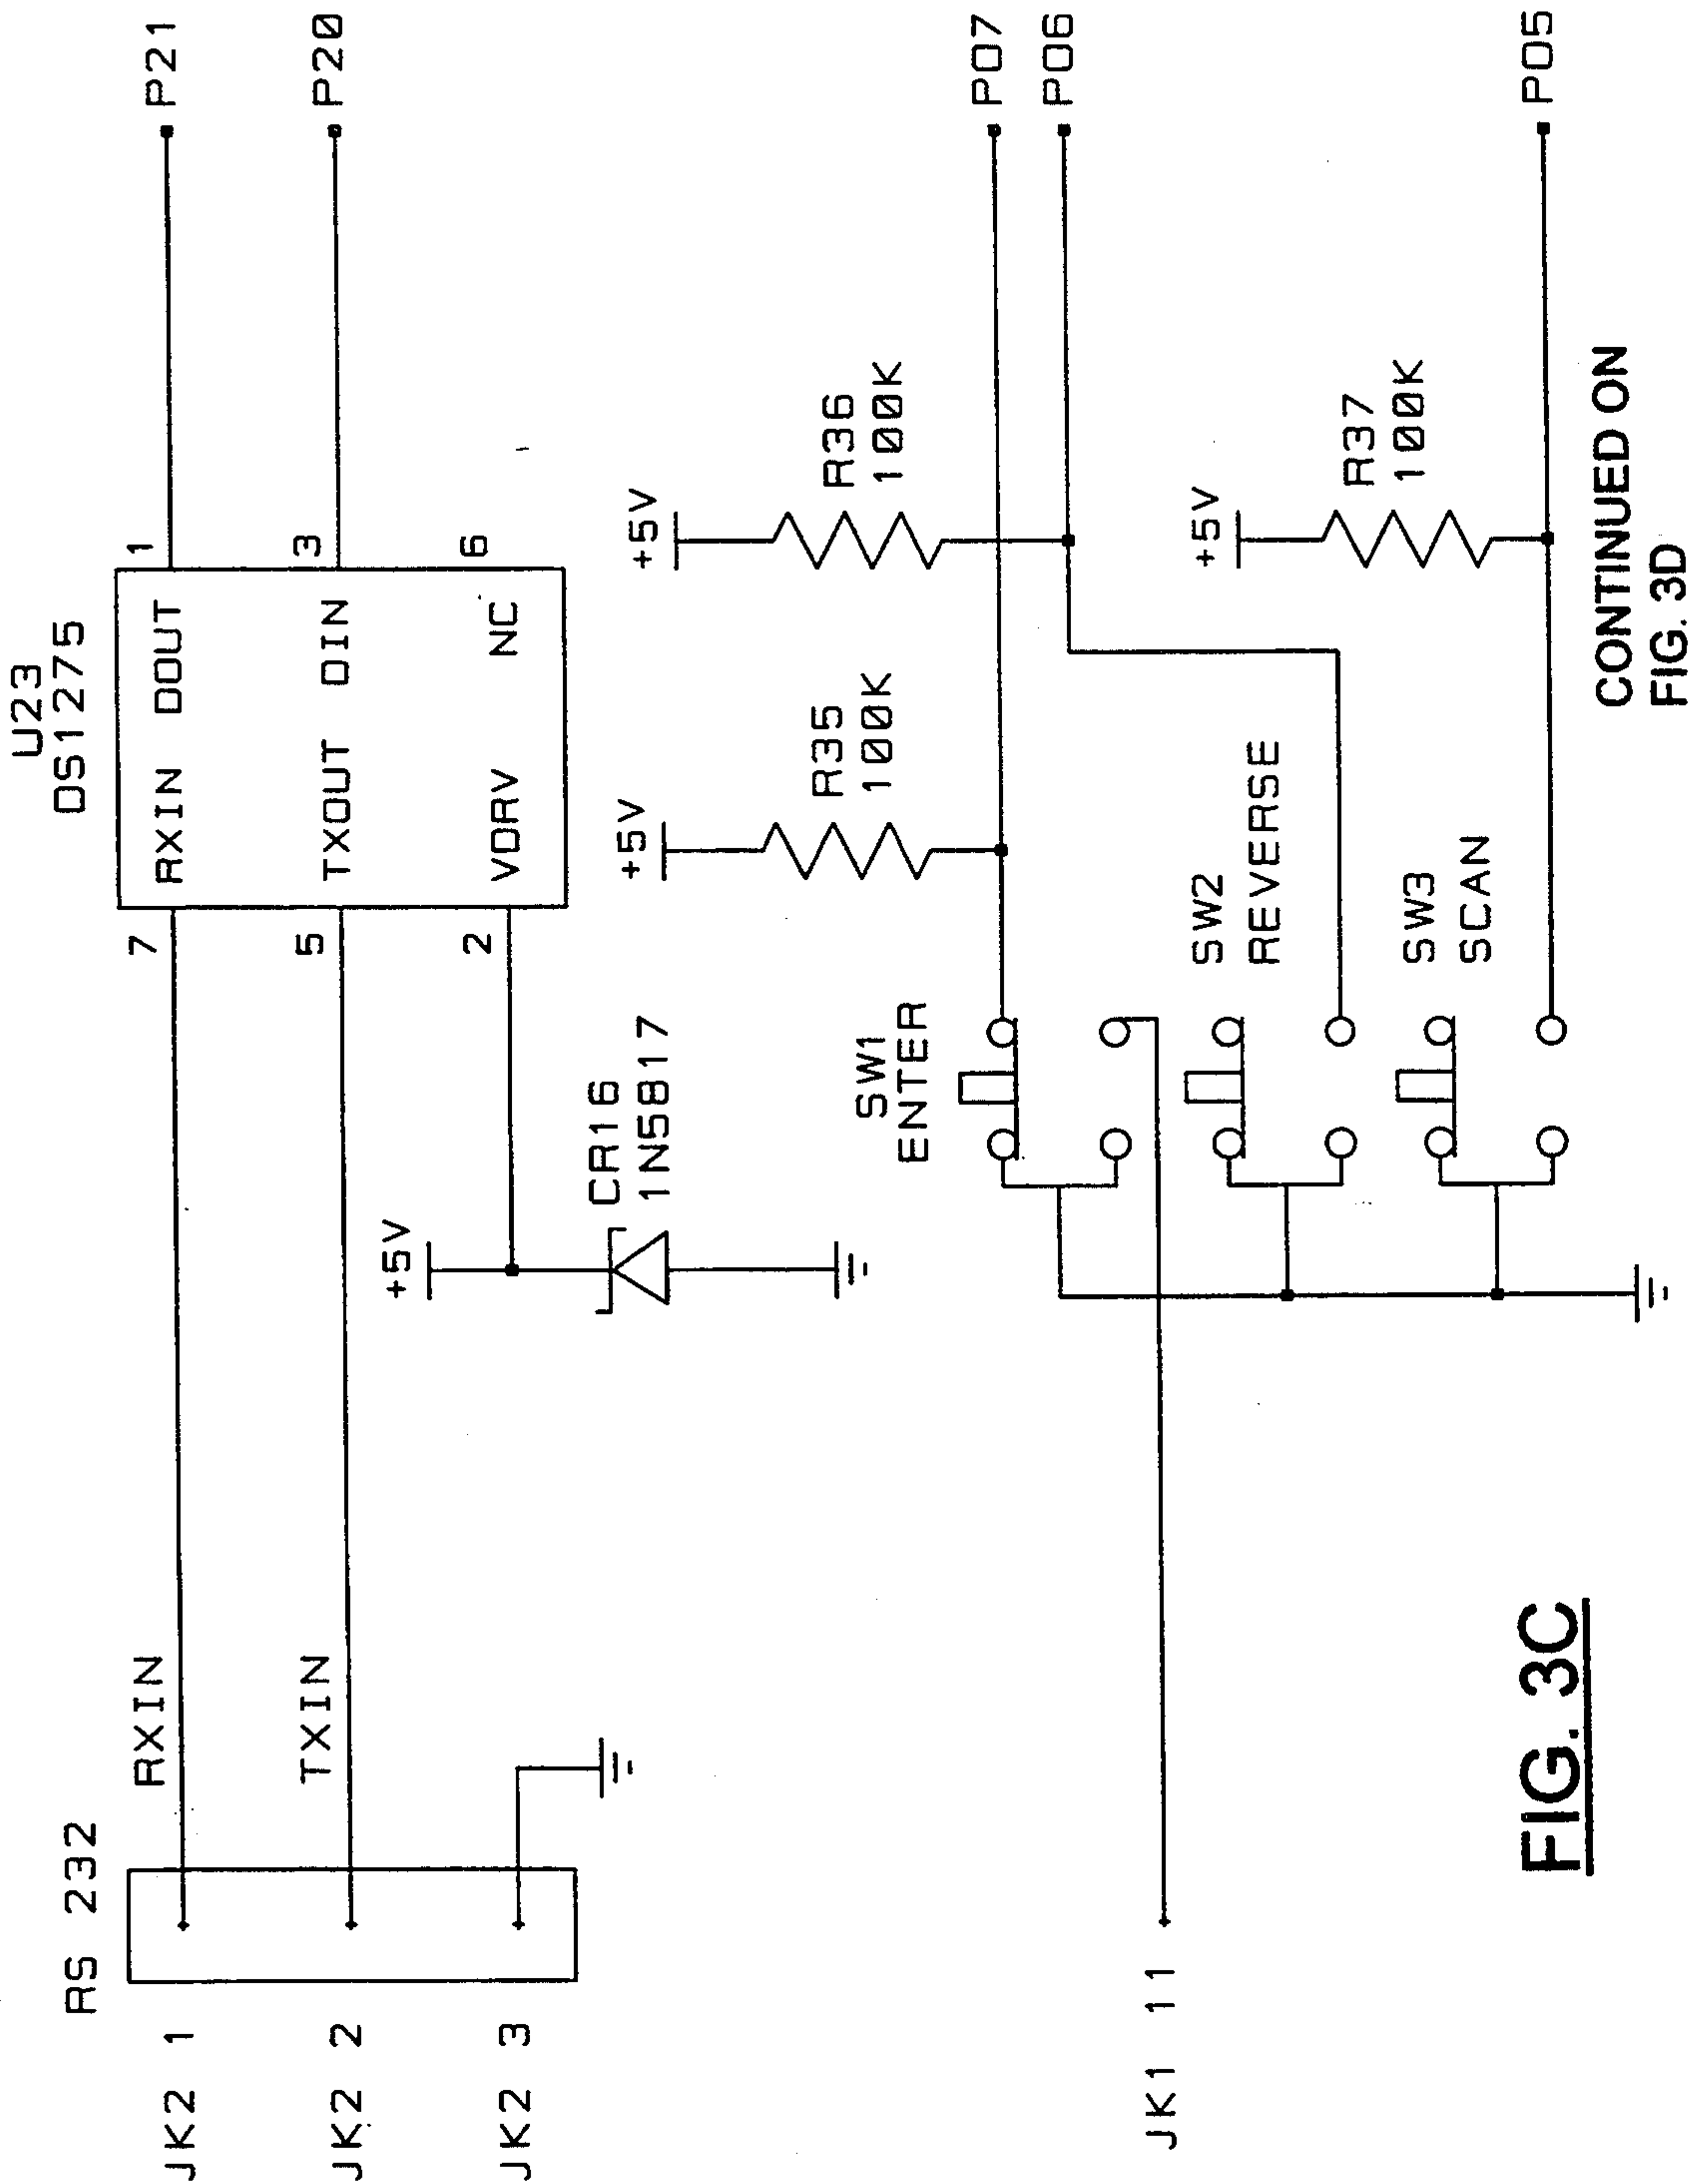 RS 232
JK2 1
JK2 2
JK2 3
RXIN
TXIN
U23
DS1275
7
RXIN DOUT
1
P21
5
TXOUT DIN
3
P20
2
VDRV NC
6
+5V
CR16
1N5817
+5V
R35
100K
+5V
R36
100K
P07
P06
SW1
ENTER
JK1 11
SW2
REVERSE
SW3
SCAN
+5V
R37
100K
P05
FIG. 3C
CONTINUED ON
FIG. 3D